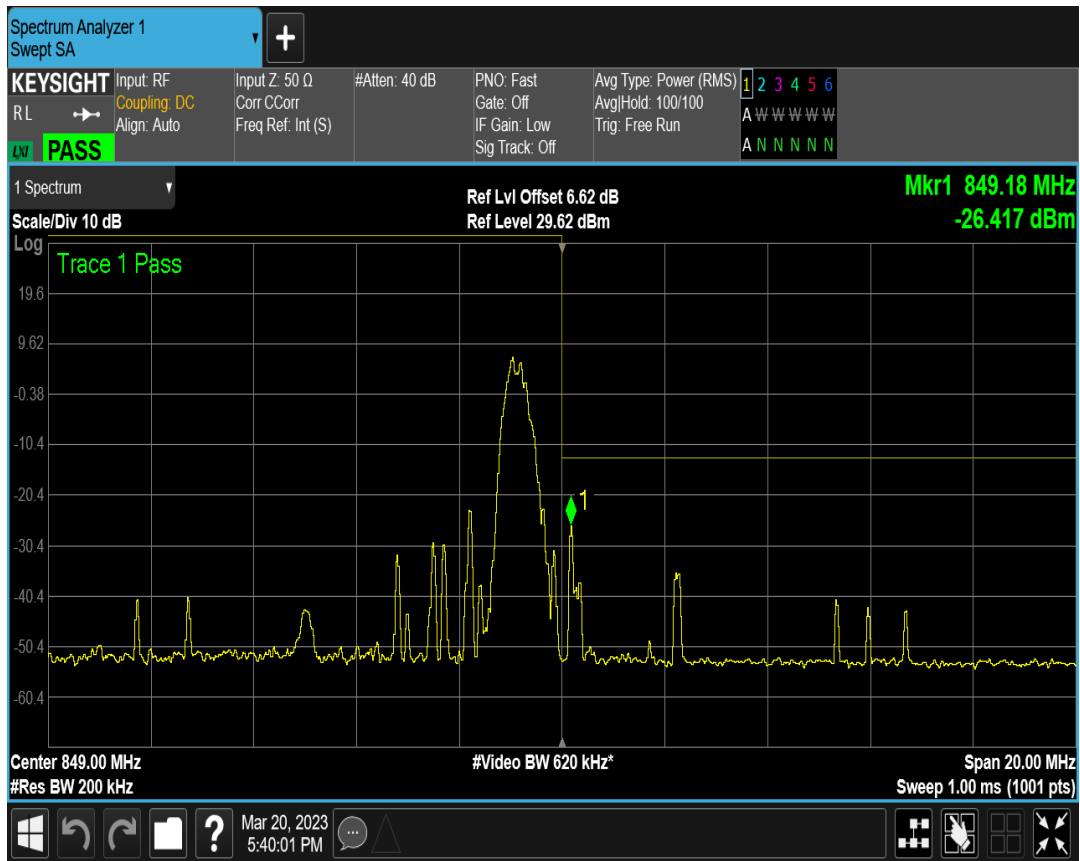 Spectrum Analyzer 1
Swept SA
+
KEYSIGHT
RL
LXI PASS
Input: RF
Coupling: DC
Align: Auto
Input Z: 50 Ω
Corr CCorr
Freq Ref: Int (S)
#Atten: 40 dB
PNO: Fast
Gate: Off
IF Gain: Low
Sig Track: Off
Avg Type: Power (RMS)
Avg|Hold: 100/100
Trig: Free Run
1 2 3 4 5 6
A W W W W W
A N N N N N
1 Spectrum
Scale/Div 10 dB
Ref Lvl Offset 6.62 dB
Ref Level 29.62 dBm
Mkr1 849.18 MHz
-26.417 dBm
Log
Trace 1 Pass
19.6
9.62
-0.38
-10.4
-20.4
1
-30.4
-40.4
-50.4
-60.4
Center 849.00 MHz
#Video BW 620 kHz*
Span 20.00 MHz
#Res BW 200 kHz
Sweep 1.00 ms (1001 pts)
?
Mar 20, 2023
5:40:01 PM